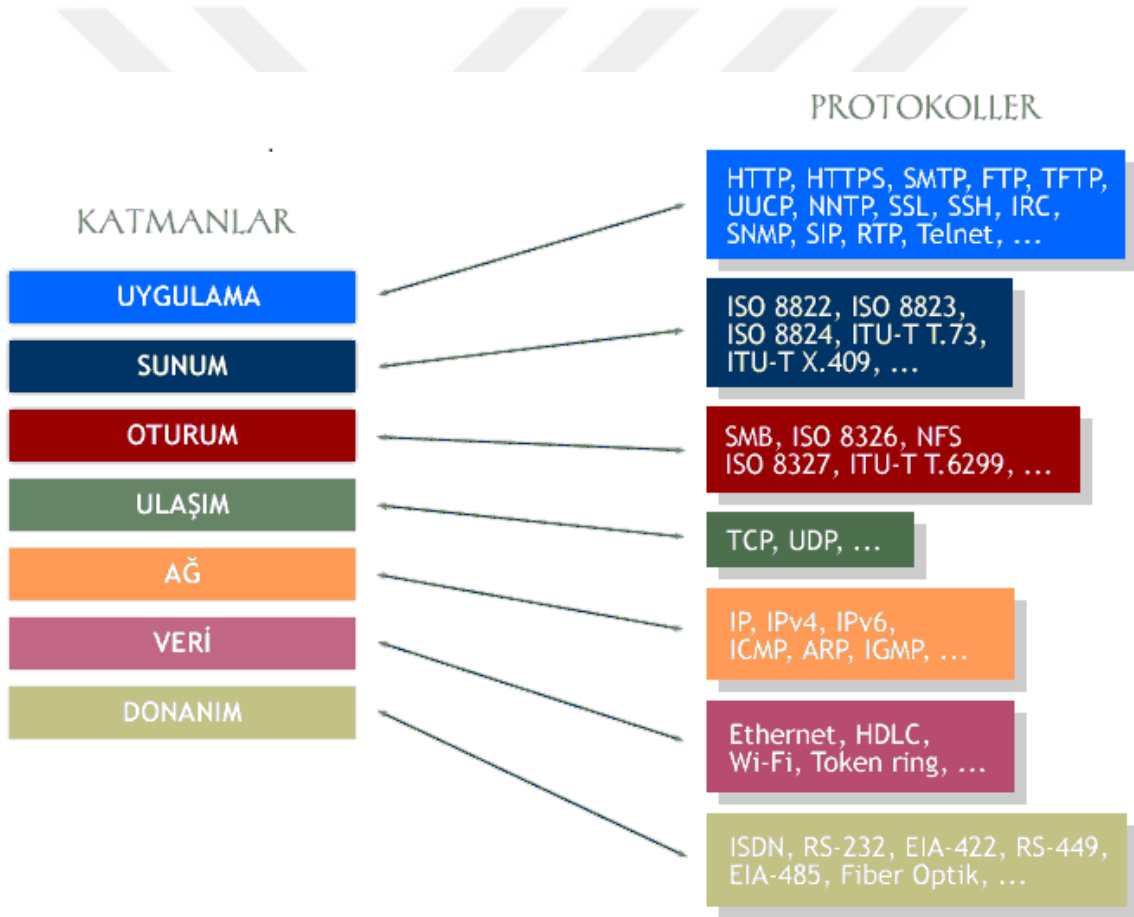 PROTOKOLLER
KATMANLAR
UYGULAMA
SUNUM
OTURUM
ULAŞIM
AĞ
VERİ
DONANIM
HTTP, HTTPS, SMTP, FTP, TFTP,
UUCP, NNTP, SSL, SSH, IRC,
SNMP, SIP, RTP, Telnet, ...
ISO 8822, ISO 8823,
ISO 8824, ITU-T T.73,
ITU-T X.409, ...
SMB, ISO 8326, NFS
ISO 8327, ITU-T T.6299, ...
TCP, UDP, ...
IP, IPv4, IPv6,
ICMP, ARP, IGMP, ...
Ethernet, HDLC,
Wi-Fi, Token ring, ...
ISDN, RS-232, EIA-422, RS-449,
EIA-485, Fiber Optik, ...